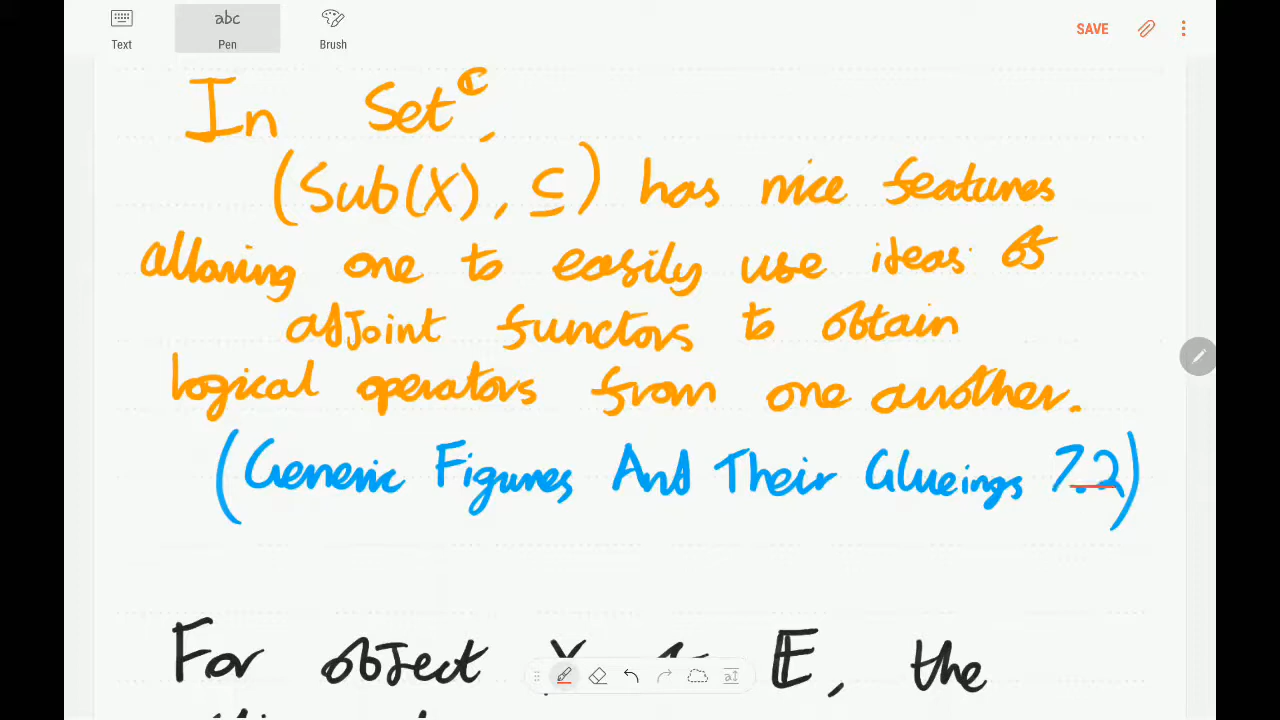 Text
abc
Pen
Brush
SAVE
In Set^ℂ,
(Sub(X), ⊆) has nice features
allowing one to easily use ideas of
adjoint functors to obtain
logical operators from one another.
(Generic Figures And Their Glueings 7.2)
For object X of E, the